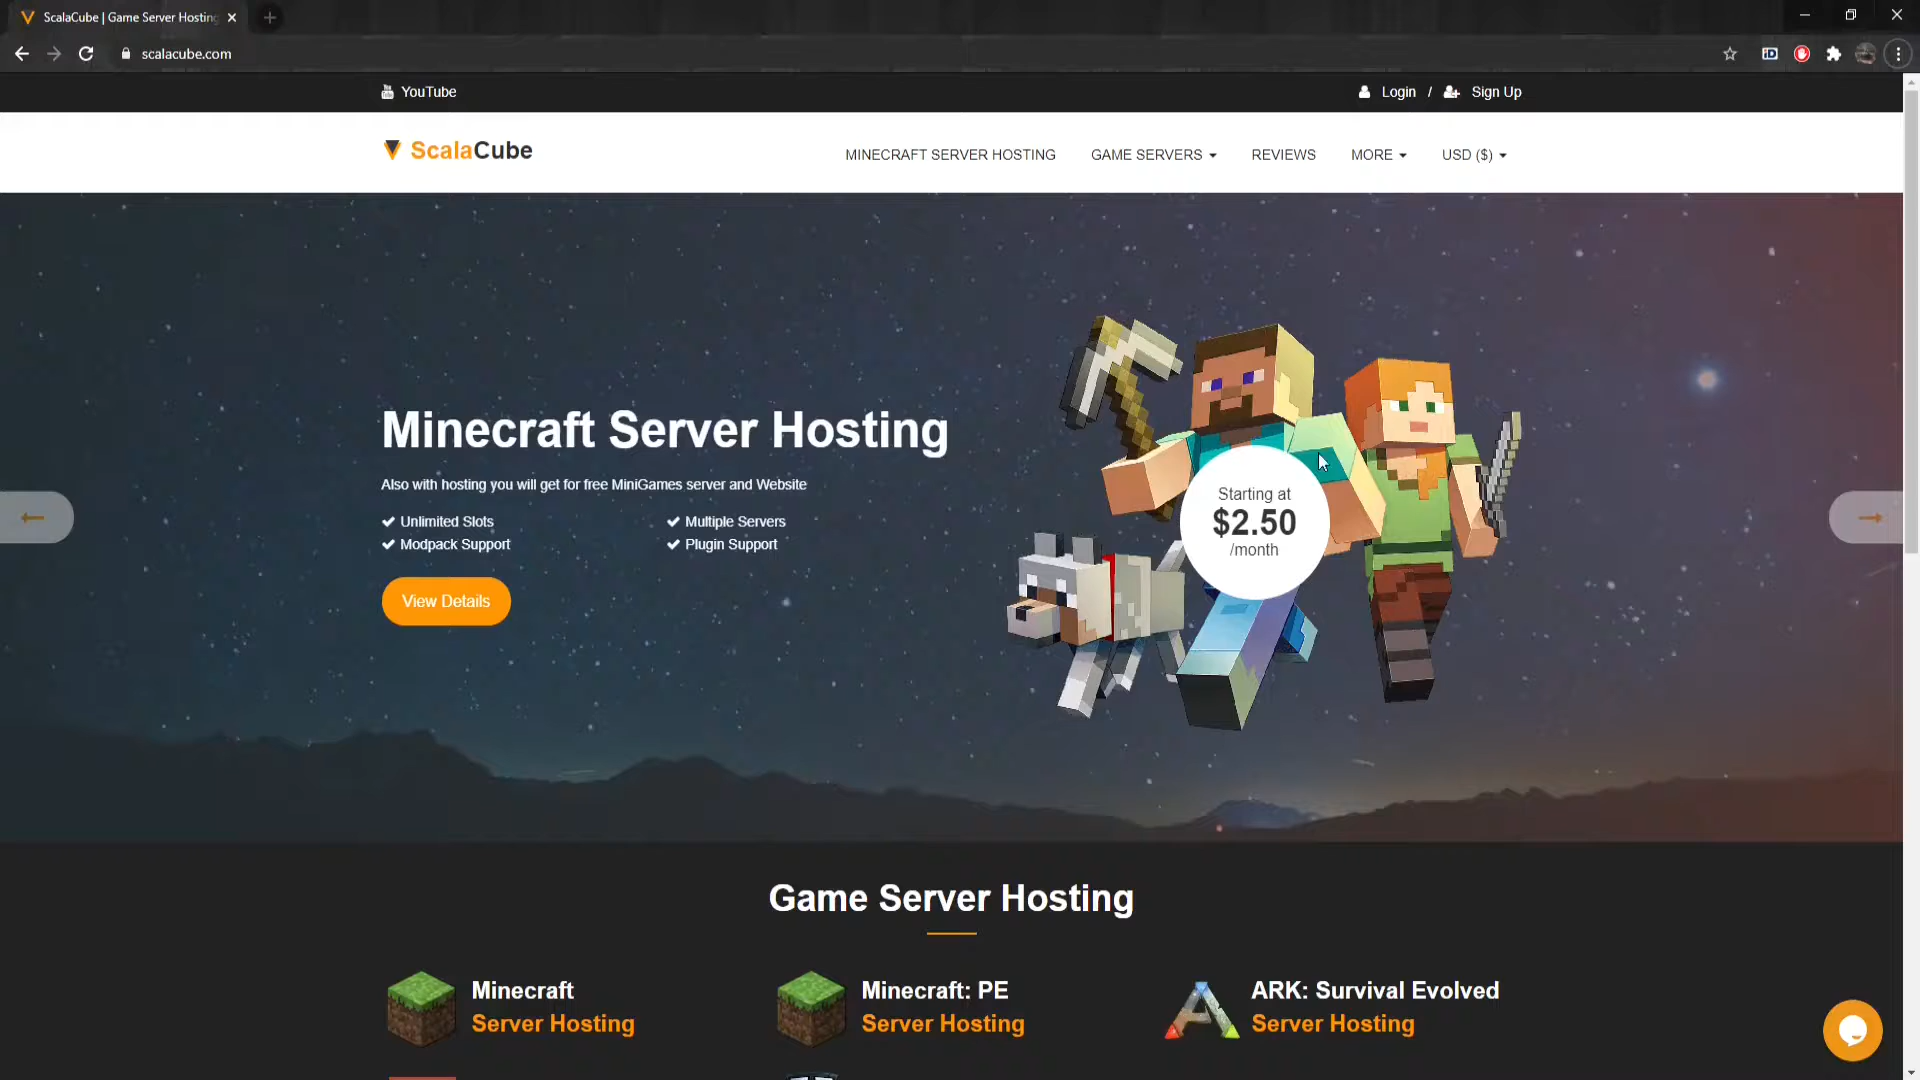 ScalaCube | Game Server Hosting
scalacube.com
YouTube
Login / Sign Up
ScalaCube
MINECRAFT SERVER HOSTING GAME SERVERS REVIEWS MORE USD ($)
Minecraft Server Hosting
Also with hosting you will get for free MiniGames server and Website
Unlimited Slots
Multiple Servers
Modpack Support
Plugin Support
View Details
Starting at
$2.50
/month
Game Server Hosting
Minecraft
Server Hosting
Minecraft: PE
Server Hosting
ARK: Survival Evolved
Server Hosting